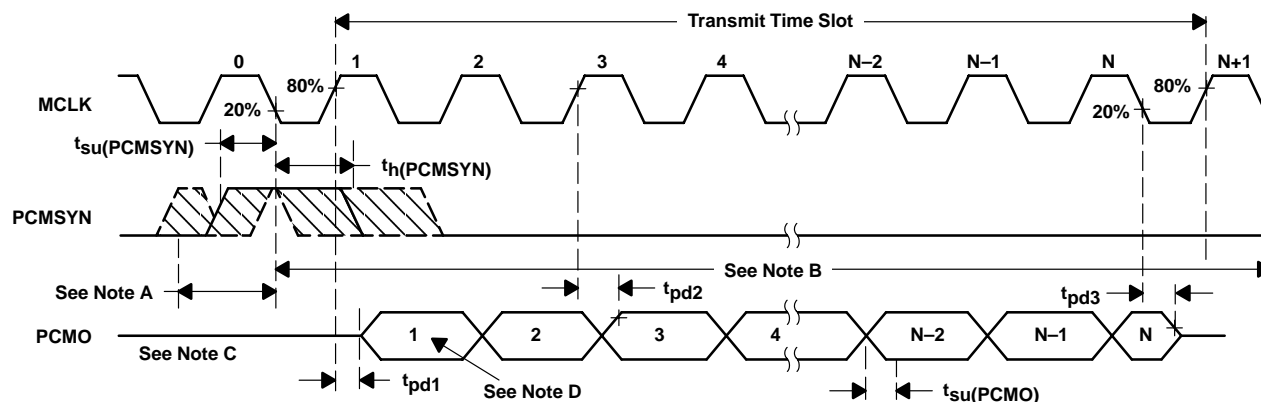 Transmit Time Slot
0 1 2 3 4 N–2 N–1 N N+1
MCLK
80% 80%
20% 20%
tsu(PCMSYN)
th(PCMSYN)
PCMSYN
See Note B
See Note A
tpd2
tpd3
PCMO
1 2 3 4 N–2 N–1 N
See Note C
tpd1
See Note D
tsu(PCMO)